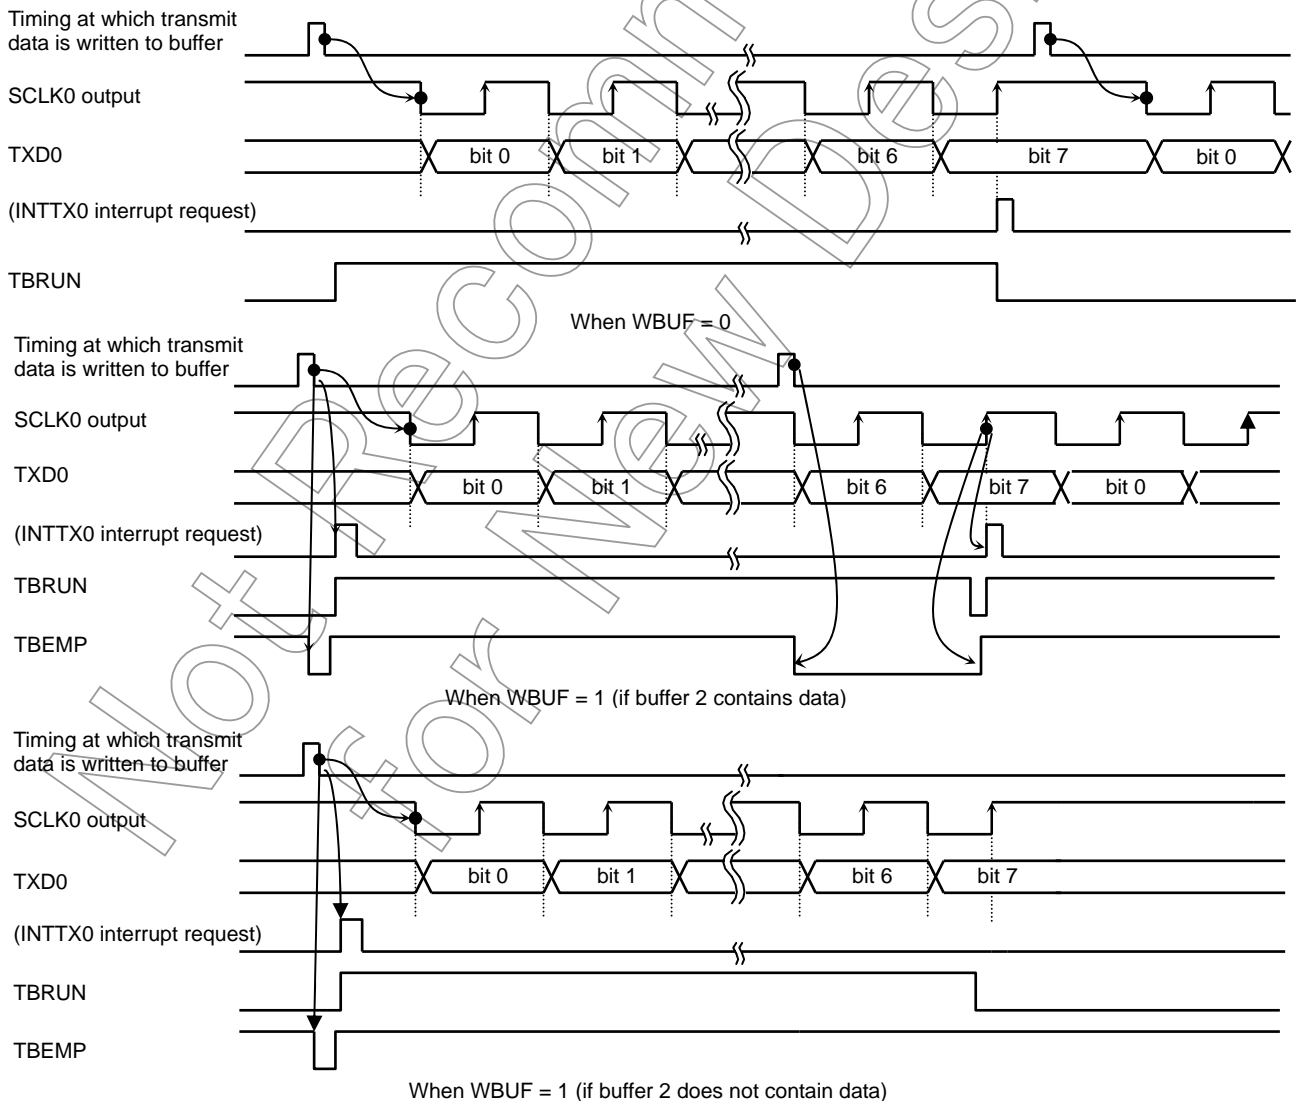 Timing at which transmit
data is written to buffer
SCLK0 output
TXD0
bit 0 bit 1 bit 6 bit 7 bit 0
(INTTX0 interrupt request)
TBRUN
When WBUF = 0
Timing at which transmit
data is written to buffer
SCLK0 output
TXD0
bit 0 bit 1 bit 6 bit 7 bit 0
(INTTX0 interrupt request)
TBRUN
TBEMP
When WBUF = 1 (if buffer 2 contains data)
Timing at which transmit
data is written to buffer
SCLK0 output
TXD0
bit 0 bit 1 bit 6 bit 7
(INTTX0 interrupt request)
TBRUN
TBEMP
When WBUF = 1 (if buffer 2 does not contain data)
Not Recomm
for New Des